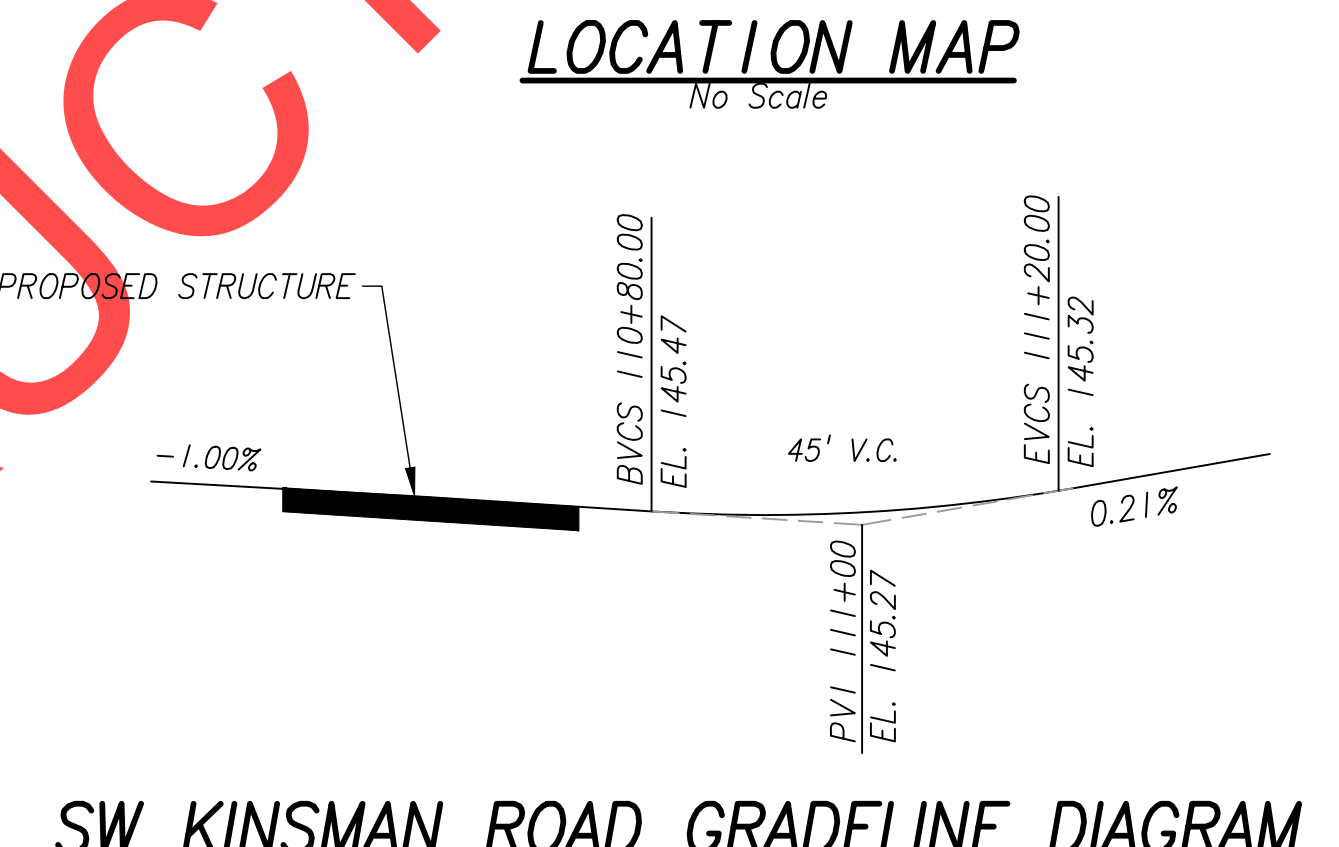 LOCATION MAP
No Scale
PROPOSED STRUCTURE
-1.00%
BVCS 110+80.00
EL. 145.47
45' V.C.
EVCS 111+20.00
EL. 145.32
0.21%
PVI 111+00
EL. 145.27
SW KINSMAN ROAD GRADELINE DIAGRAM
UCT